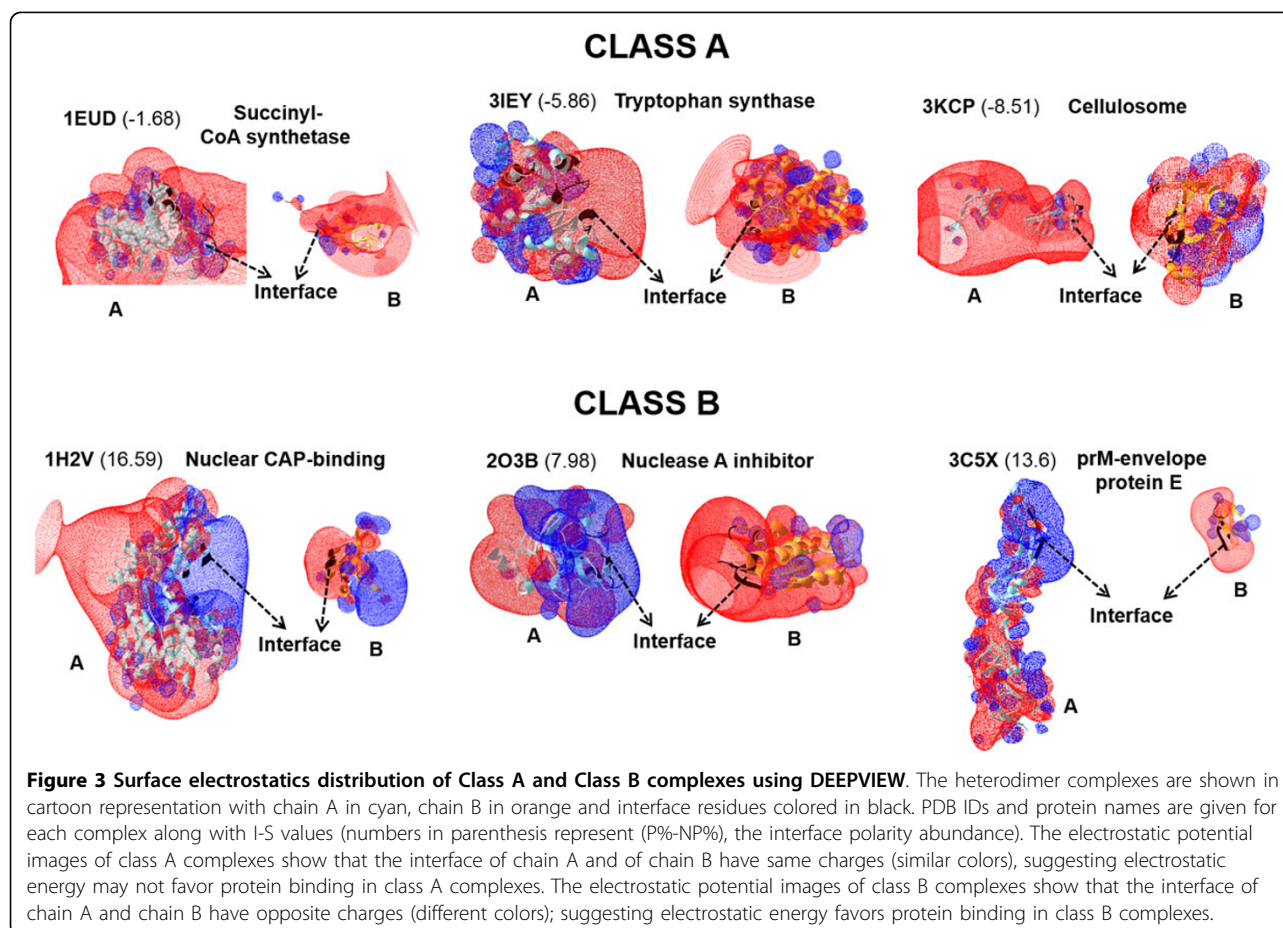 CLASS A
1EUD (-1.68) Succinyl-
CoA synthetase
3IEY (-5.86) Tryptophan synthase
3KCP (-8.51) Cellulosome
Interface
A
B
Interface
A
B
Interface
A
B
CLASS B
1H2V (16.59) Nuclear CAP-binding
2O3B (7.98) Nuclease A inhibitor
3C5X (13.6) prM-envelope
protein E
Interface
A
B
Interface
A
B
Interface
A
B
Figure 3 Surface electrostatics distribution of Class A and Class B complexes using DEEPVIEW. The heterodimer complexes are shown in
cartoon representation with chain A in cyan, chain B in orange and interface residues colored in black. PDB IDs and protein names are given for
each complex along with I-S values (numbers in parenthesis represent (P%-NP%), the interface polarity abundance). The electrostatic potential
images of class A complexes show that the interface of chain A and of chain B have same charges (similar colors), suggesting electrostatic
energy may not favor protein binding in class A complexes. The electrostatic potential images of class B complexes show that the interface of
chain A and chain B have opposite charges (different colors); suggesting electrostatic energy favors protein binding in class B complexes.